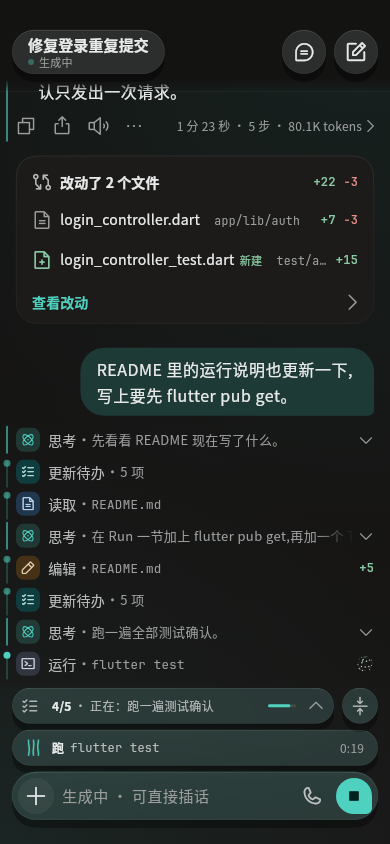 修复登录重复提交
生成中
认只发出一次请求。
1 分 23 秒 · 5 步 · 80.1K tokens
改动了 2 个文件 +22 -3
login_controller.dart app/lib/auth +7 -3
login_controller_test.dart 新建 test/a… +15
查看改动
README 里的运行说明也更新一下,
写上要先 flutter pub get。
思考 · 先看看 README 现在写了什么。
更新待办 · 5 项
读取 · README.md
思考 · 在 Run 一节加上 flutter pub get,再加一个
编辑 · README.md +5
更新待办 · 5 项
思考 · 跑一遍全部测试确认。
运行 · flutter test
4/5 · 正在: 跑一遍测试确认
跑 flutter test 0:19
生成中 · 可直接插话